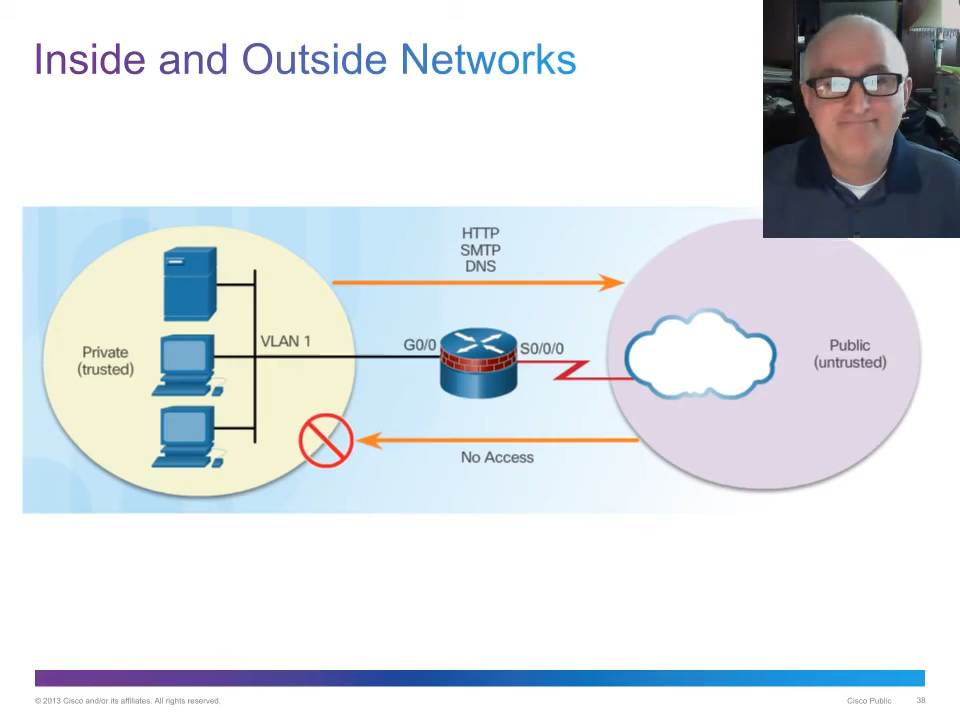 Inside and Outside Networks
HTTP
SMTP
DNS
VLAN 1
G0/0
S0/0/0
Private
(trusted)
Public
(untrusted)
No Access
© 2013 Cisco and/or its affiliates. All rights reserved.
Cisco Public
38